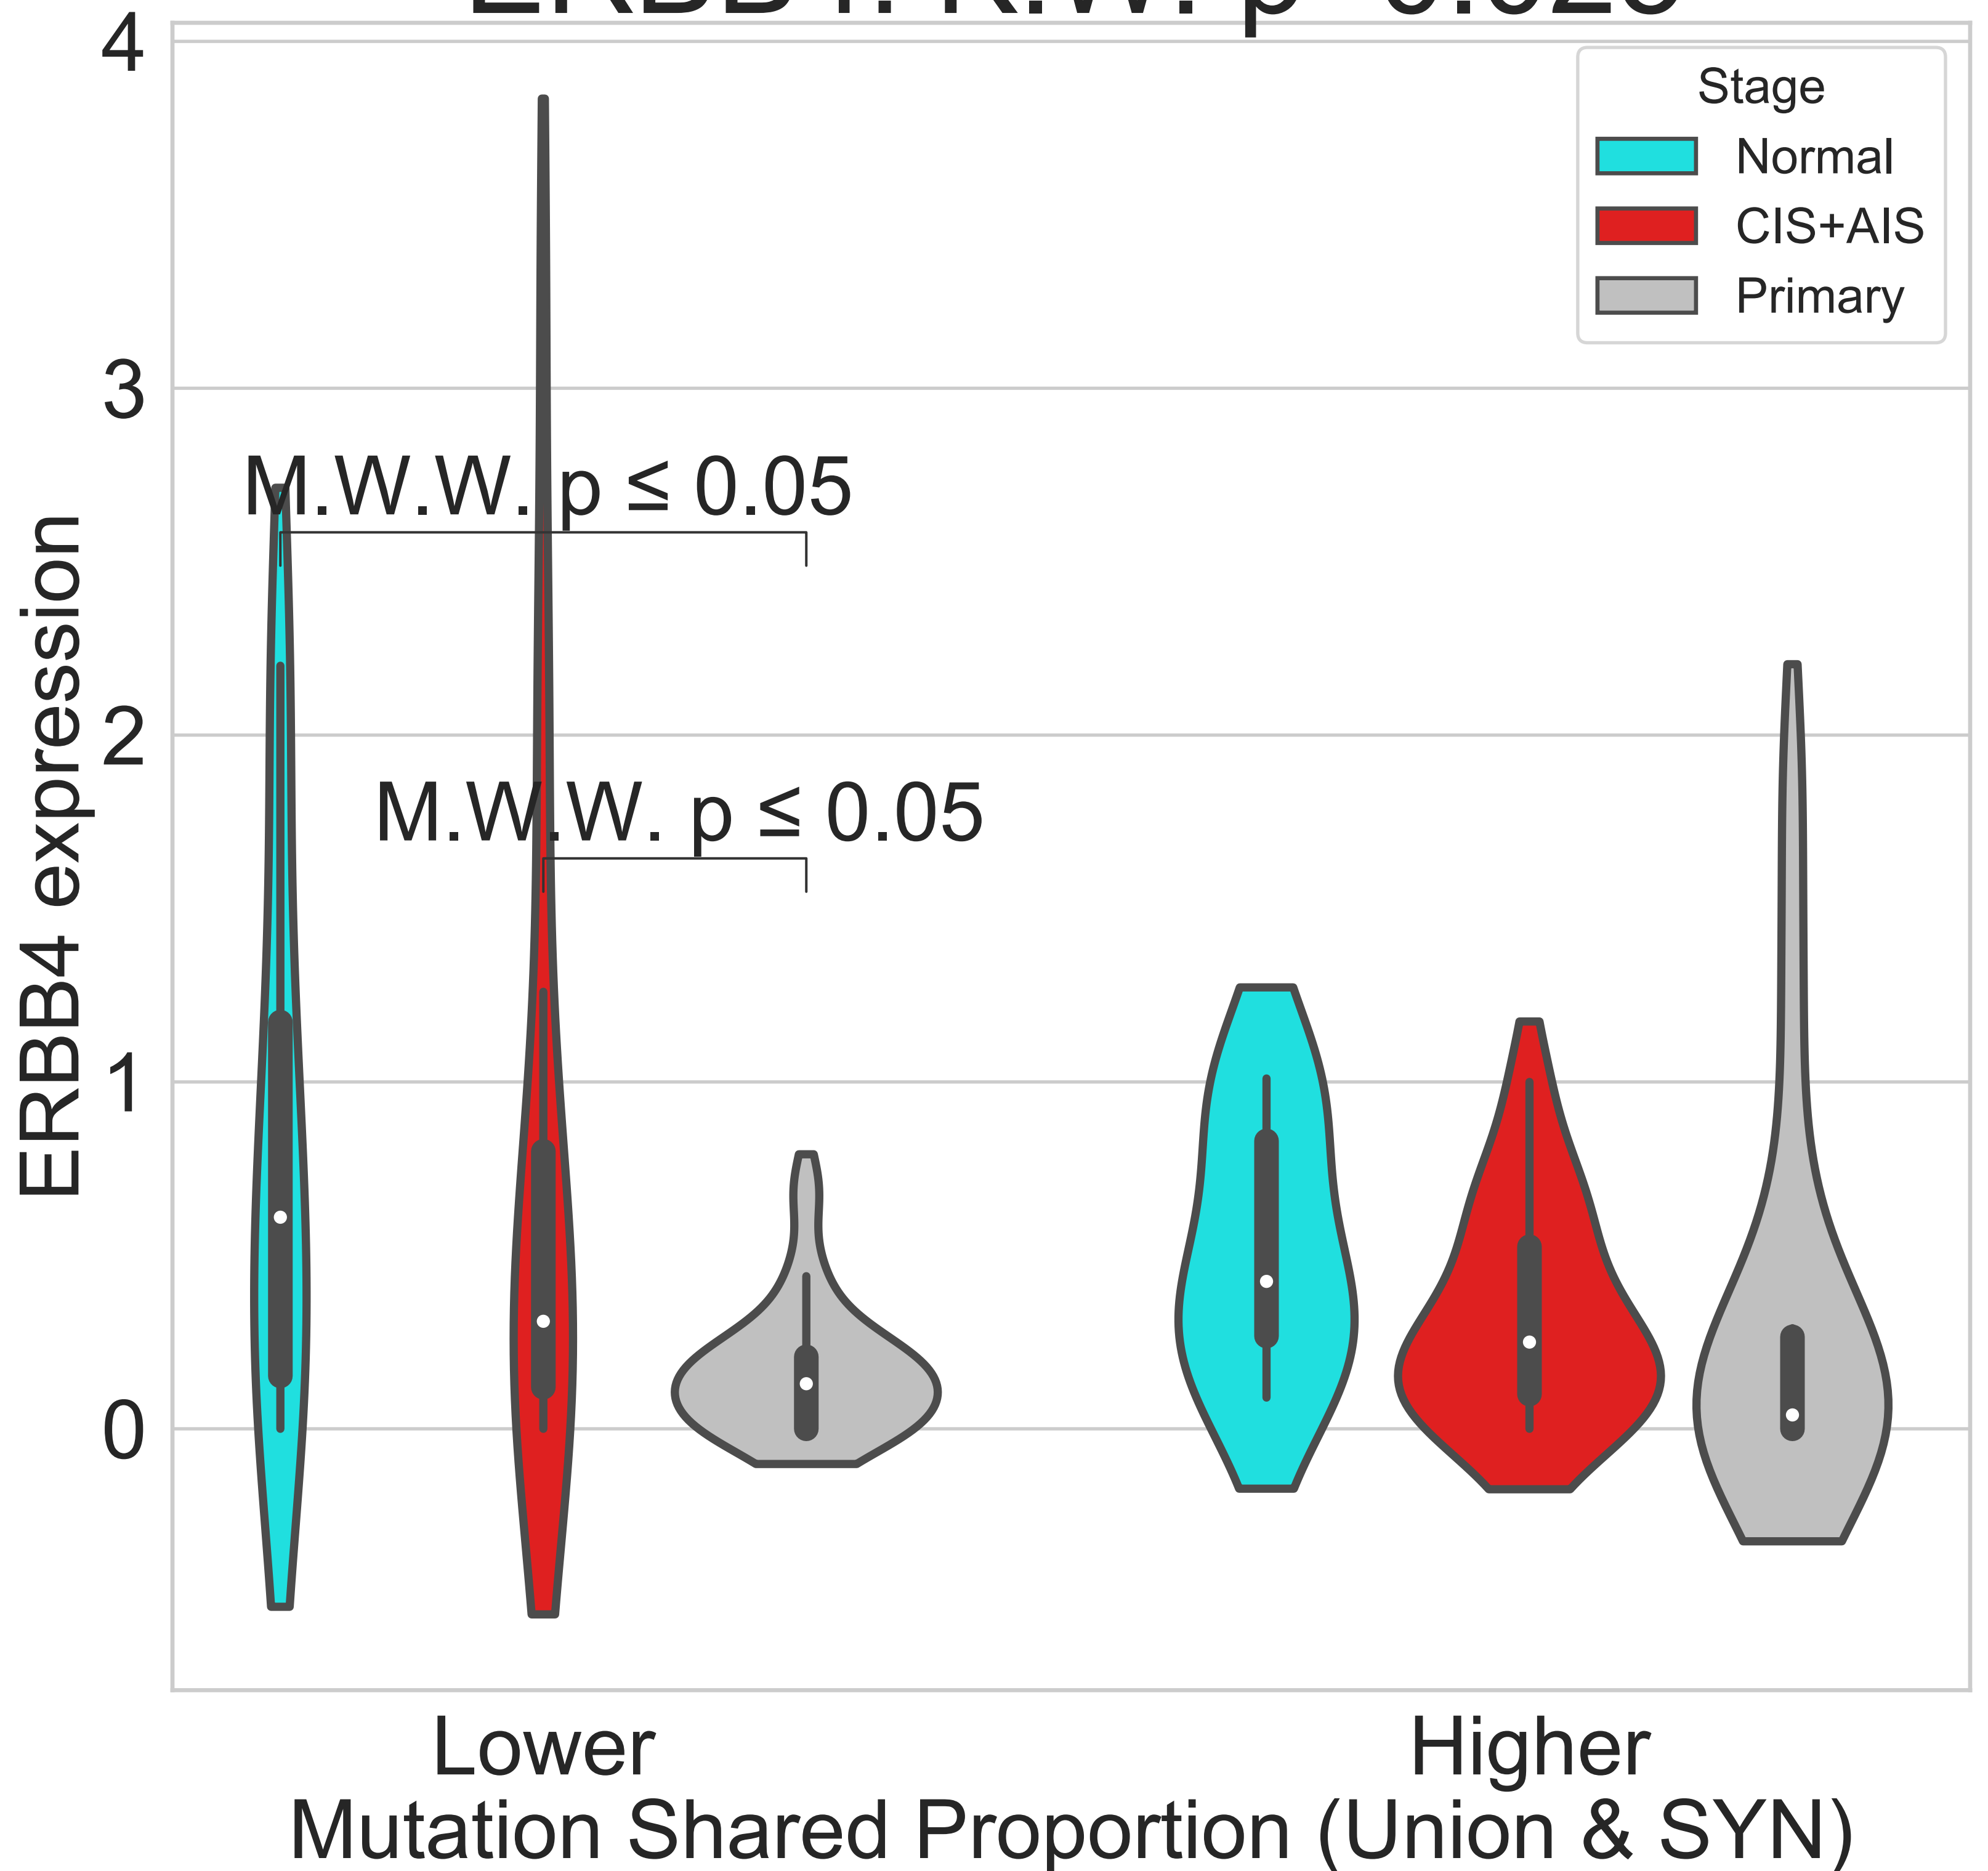 4
3
2
1
0
ERBB4 expression
Stage
Normal
CIS+AIS
Primary
M.W.W. p ≤ 0.05
M.W.W. p ≤ 0.05
Lower
Higher
Mutation Shared Proportion (Union & SYN)